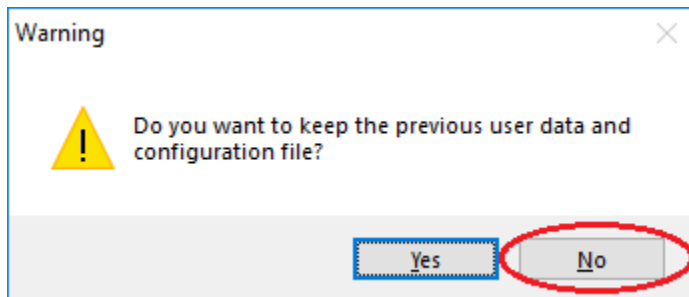 Warning
Do you want to keep the previous user data and
configuration file?
Yes
No